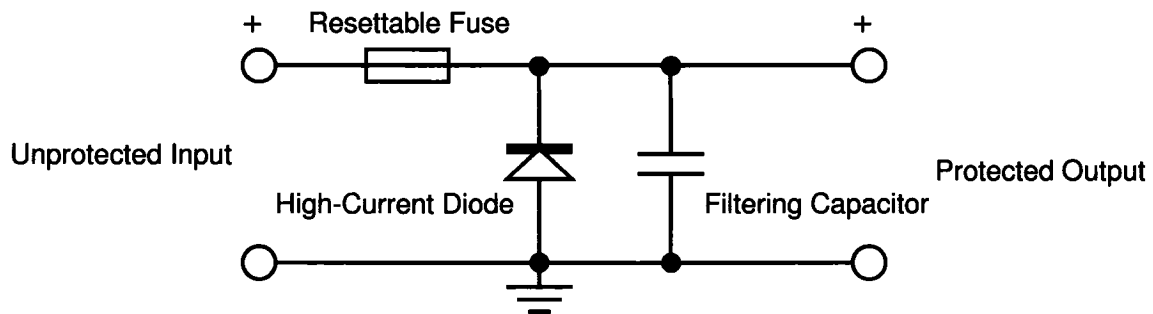 +
Resettable Fuse
+
Unprotected Input
Protected Output
High-Current Diode
Filtering Capacitor